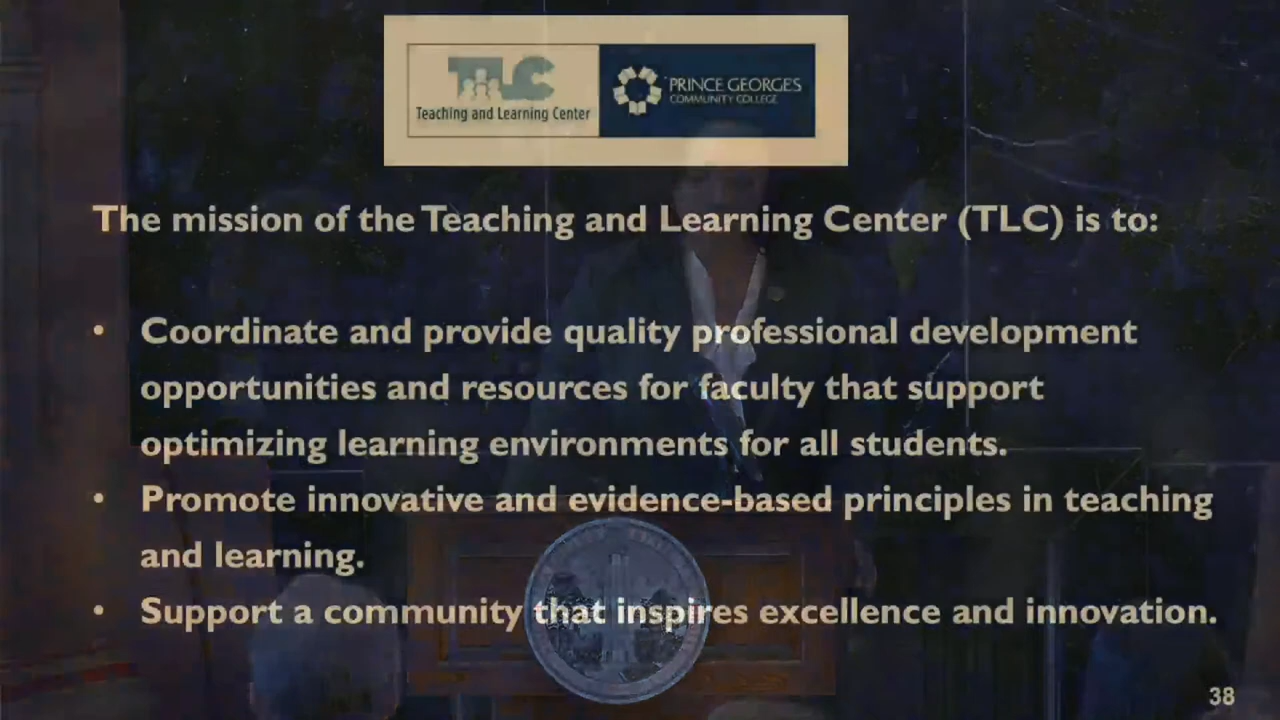 TLC
Teaching and Learning Center
PRINCE GEORGES
COMMUNITY COLLEGE
The mission of the Teaching and Learning Center (TLC) is to:
• Coordinate and provide quality professional development
opportunities and resources for faculty that support
optimizing learning environments for all students.
• Promote innovative and evidence-based principles in teaching
and learning.
• Support a community that inspires excellence and innovation.
38